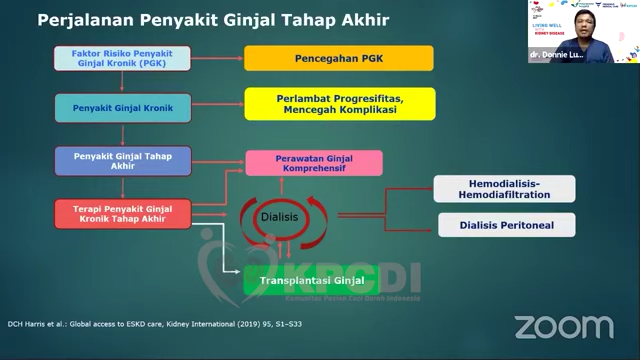 Perjalanan Penyakit Ginjal Tahap Akhir
LIVING WELL
KIDNEY DISEASE
dr. Donnie Lu...
Faktor Risiko Penyakit
Ginjal Kronik (PGK)
Pencegahan PGK
Penyakit Ginjal Kronik
Perlambat Progresifitas,
Mencegah Komplikasi
Penyakit Ginjal Tahap
Akhir
Perawatan Ginjal
Komprehensif
Terapi Penyakit Ginjal
Kronik Tahap Akhir
Dialisis
Hemodialisis-
Hemodiafiltration
Dialisis Peritoneal
KPCDI
Transplantasi Ginjal
Komunitas Pasien Cuci Darah Indonesia
DCH Harris et al.: Global access to ESKD care, Kidney International (2019) 95, S1–S33
zoom